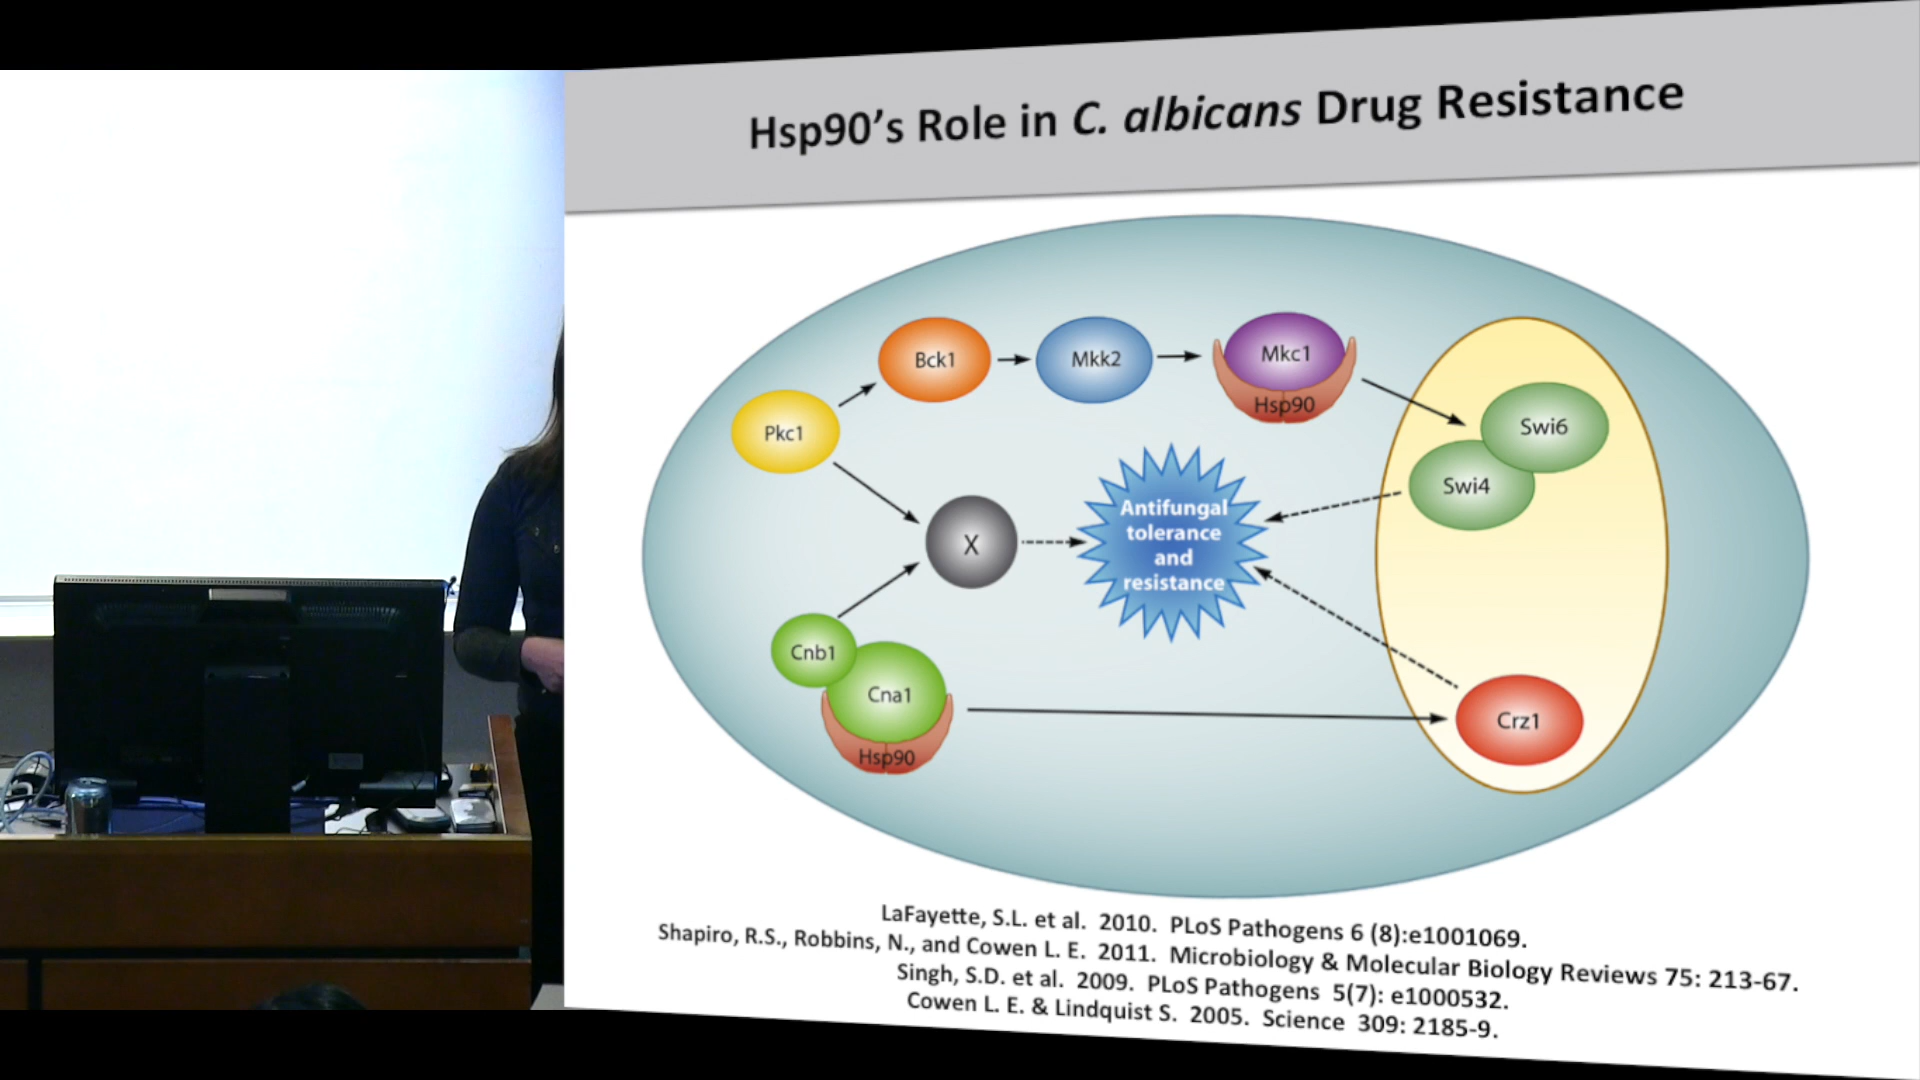 Hsp90’s Role in C. albicans Drug Resistance
Bck1
Mkk2
Mkc1
Hsp90
Pkc1
Swi6
Swi4
X
Antifungal
tolerance
and
resistance
Cnb1
Cna1
Hsp90
Crz1
LaFayette, S.L. et al. 2010. PLoS Pathogens 6 (8):e1001069.
Shapiro, R.S., Robbins, N., and Cowen L. E. 2011. Microbiology & Molecular Biology Reviews 75: 213-67.
Singh, S.D. et al. 2009. PLoS Pathogens 5(7): e1000532.
Cowen L. E. & Lindquist S. 2005. Science 309: 2185-9.